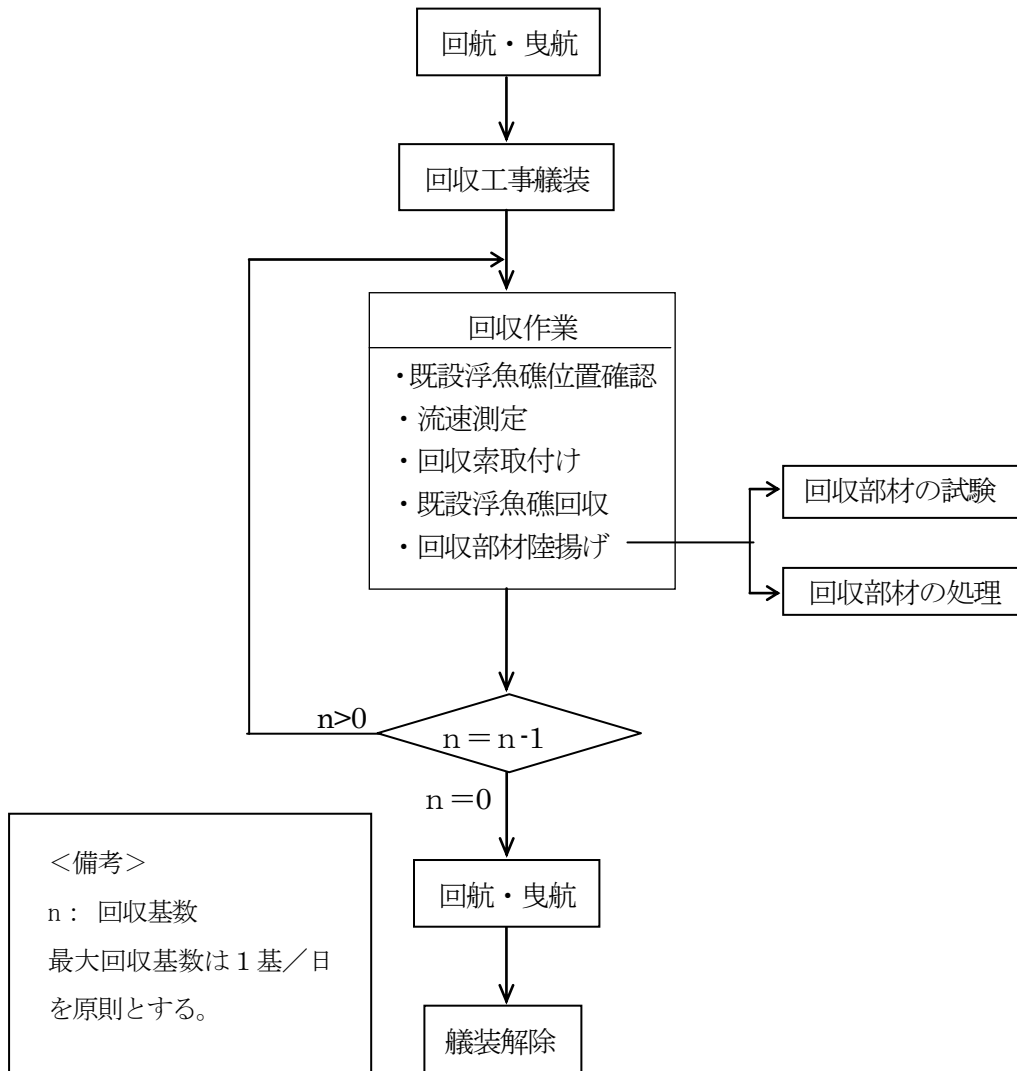 回航・曳航
回収工事艤装
回収作業
・既設浮魚礁位置確認
・流速測定
・回収索取付け
・既設浮魚礁回収
・回収部材陸揚げ
回収部材の試験
回収部材の処理
n>0
n＝n-1
n＝0
回航・曳航
艤装解除
＜備考＞
n： 回収基数
最大回収基数は１基／日
を原則とする。